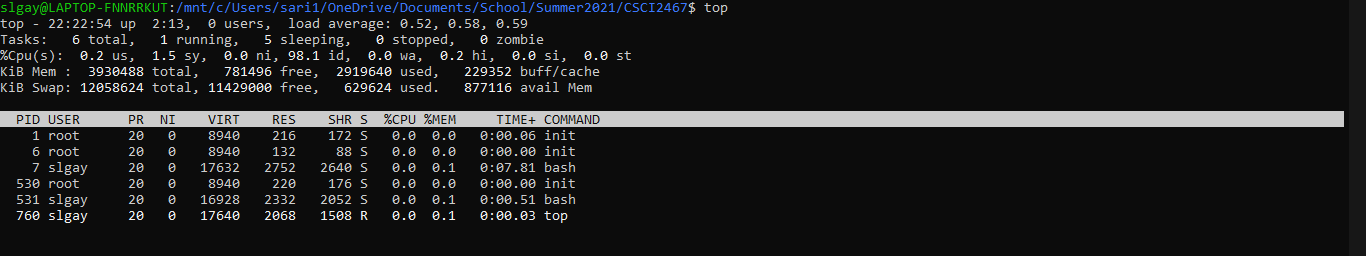 slgay@LAPTOP-FNNRRKUT:/mnt/c/Users/sari1/OneDrive/Documents/School/Summer2021/CSCI2467$ top
top - 22:22:54 up  2:13,  0 users,  load average: 0.52, 0.58, 0.59
Tasks:   6 total,   1 running,   5 sleeping,   0 stopped,   0 zombie
%Cpu(s):  0.2 us,  1.5 sy,  0.0 ni, 98.1 id,  0.0 wa,  0.2 hi,  0.0 si,  0.0 st
KiB Mem :  3930488 total,   781496 free,  2919640 used,   229352 buff/cache
KiB Swap: 12058624 total, 11429000 free,   629624 used.   877116 avail Mem
  PID USER      PR  NI    VIRT    RES    SHR S  %CPU %MEM     TIME+ COMMAND
    1 root      20   0    8940    216    172 S   0.0  0.0   0:00.06 init
    6 root      20   0    8940    132     88 S   0.0  0.0   0:00.00 init
    7 slgay     20   0   17632   2752   2640 S   0.0  0.1   0:07.81 bash
  530 root      20   0    8940    220    176 S   0.0  0.0   0:00.00 init
  531 slgay     20   0   16928   2332   2052 S   0.0  0.1   0:00.51 bash
  760 slgay     20   0   17640   2068   1508 R   0.0  0.1   0:00.03 top